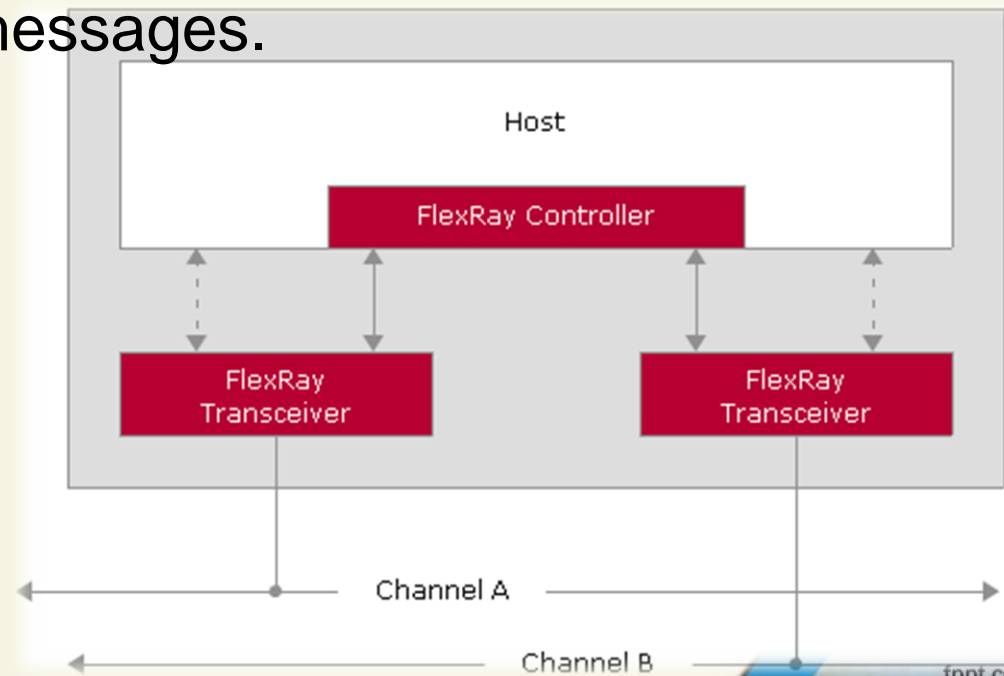 messages.
Host
FlexRay Controller
FlexRay
Transceiver
FlexRay
Transceiver
Channel A
Channel B